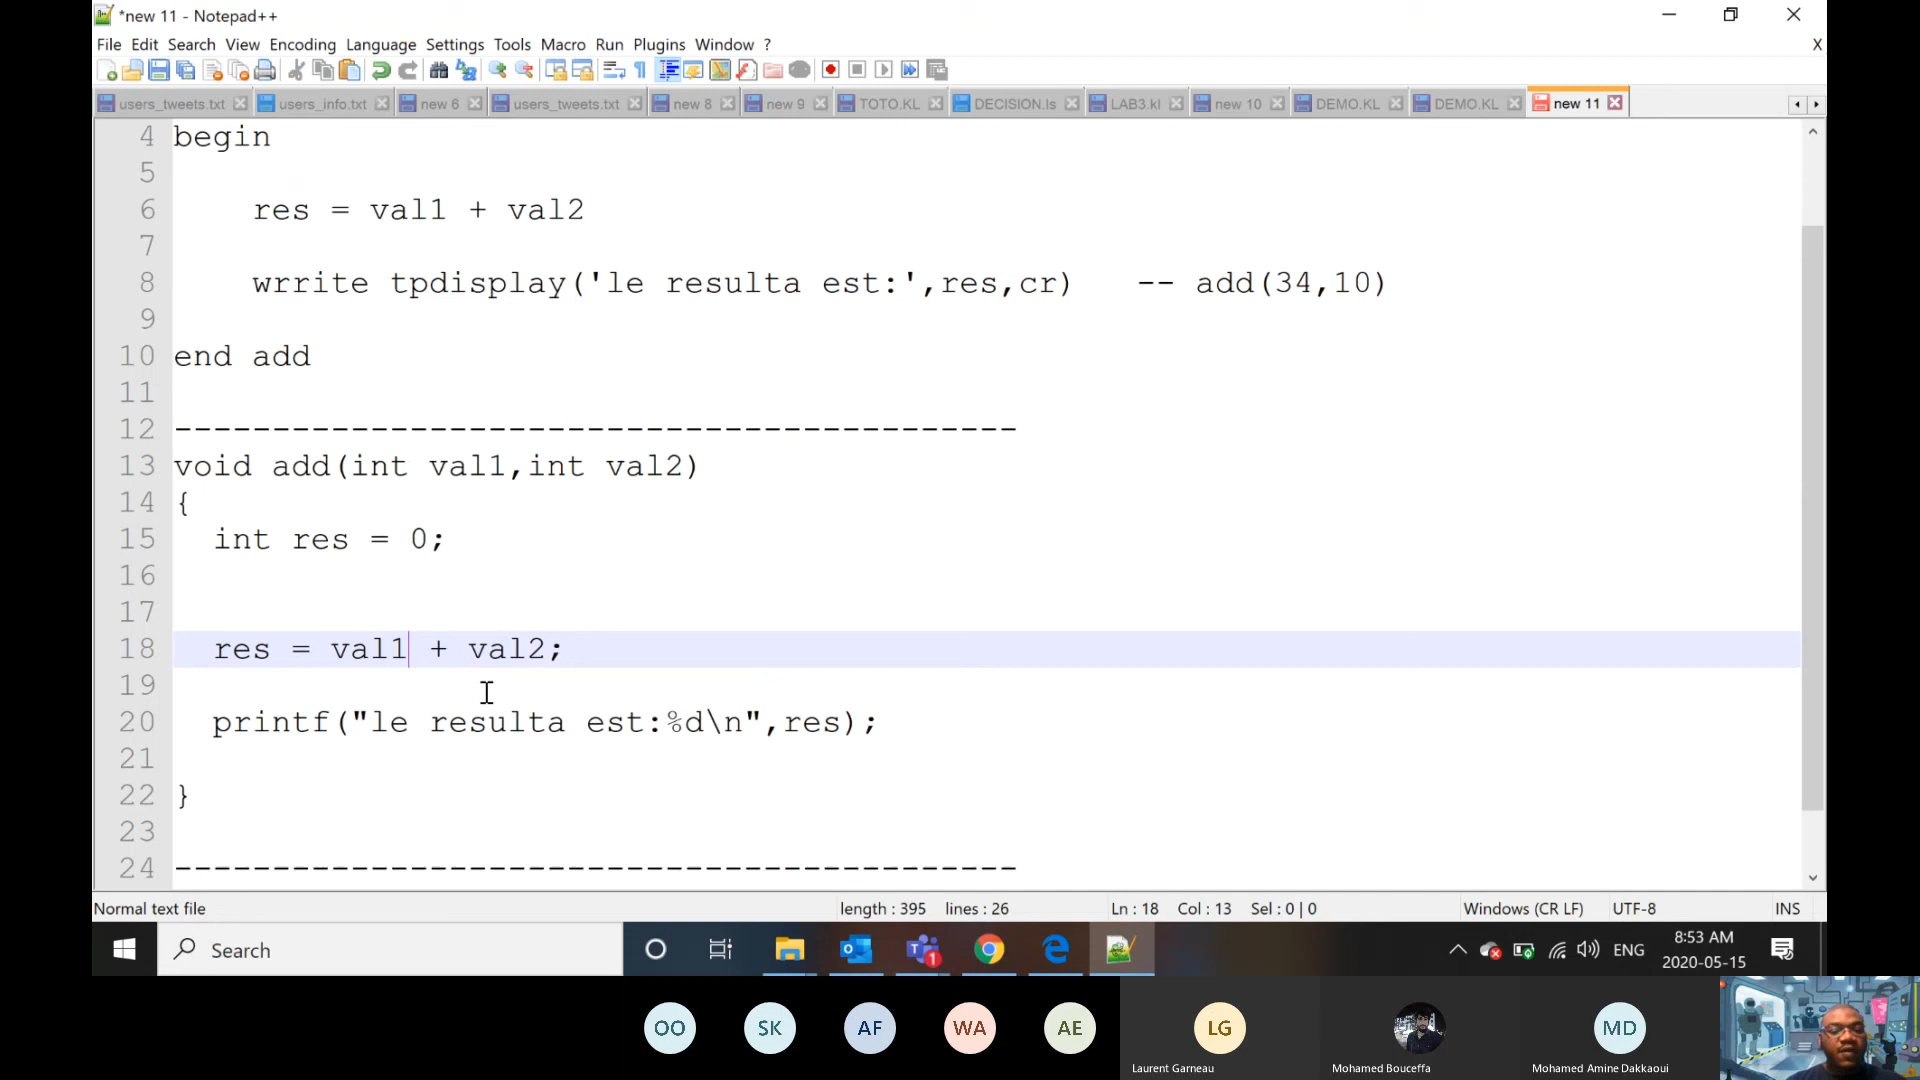 *new 11 - Notepad++
File Edit Search View Encoding Language Settings Tools Macro Run Plugins Window ? X
users_tweets.txt users_info.txt new 6 users_tweets.txt new 8 new 9 TOTO.KL DECISION.ls LAB3.kl new 10 DEMO.KL DEMO.KL new 11
4 begin
5
6 res = val1 + val2
7
8 wrrite tpdisplay('le resulta est:',res,cr) -- add(34,10)
9
10 end add
11
12 -------------------------------------------
13 void add(int val1,int val2)
14 {
15 int res = 0;
16
17
18 res = val1 + val2;
19
20 printf("le resulta est:%d\n",res);
21
22 }
23
24 -------------------------------------------
Normal text file length : 395 lines : 26 Ln : 18 Col : 13 Sel : 0 | 0 Windows (CR LF) UTF-8 INS
Search 1 ENG 8:53 AM
2020-05-15
OO SK AF WA AE LG MD
Laurent Garneau Mohamed Bouceffa Mohamed Amine Dakkaoui